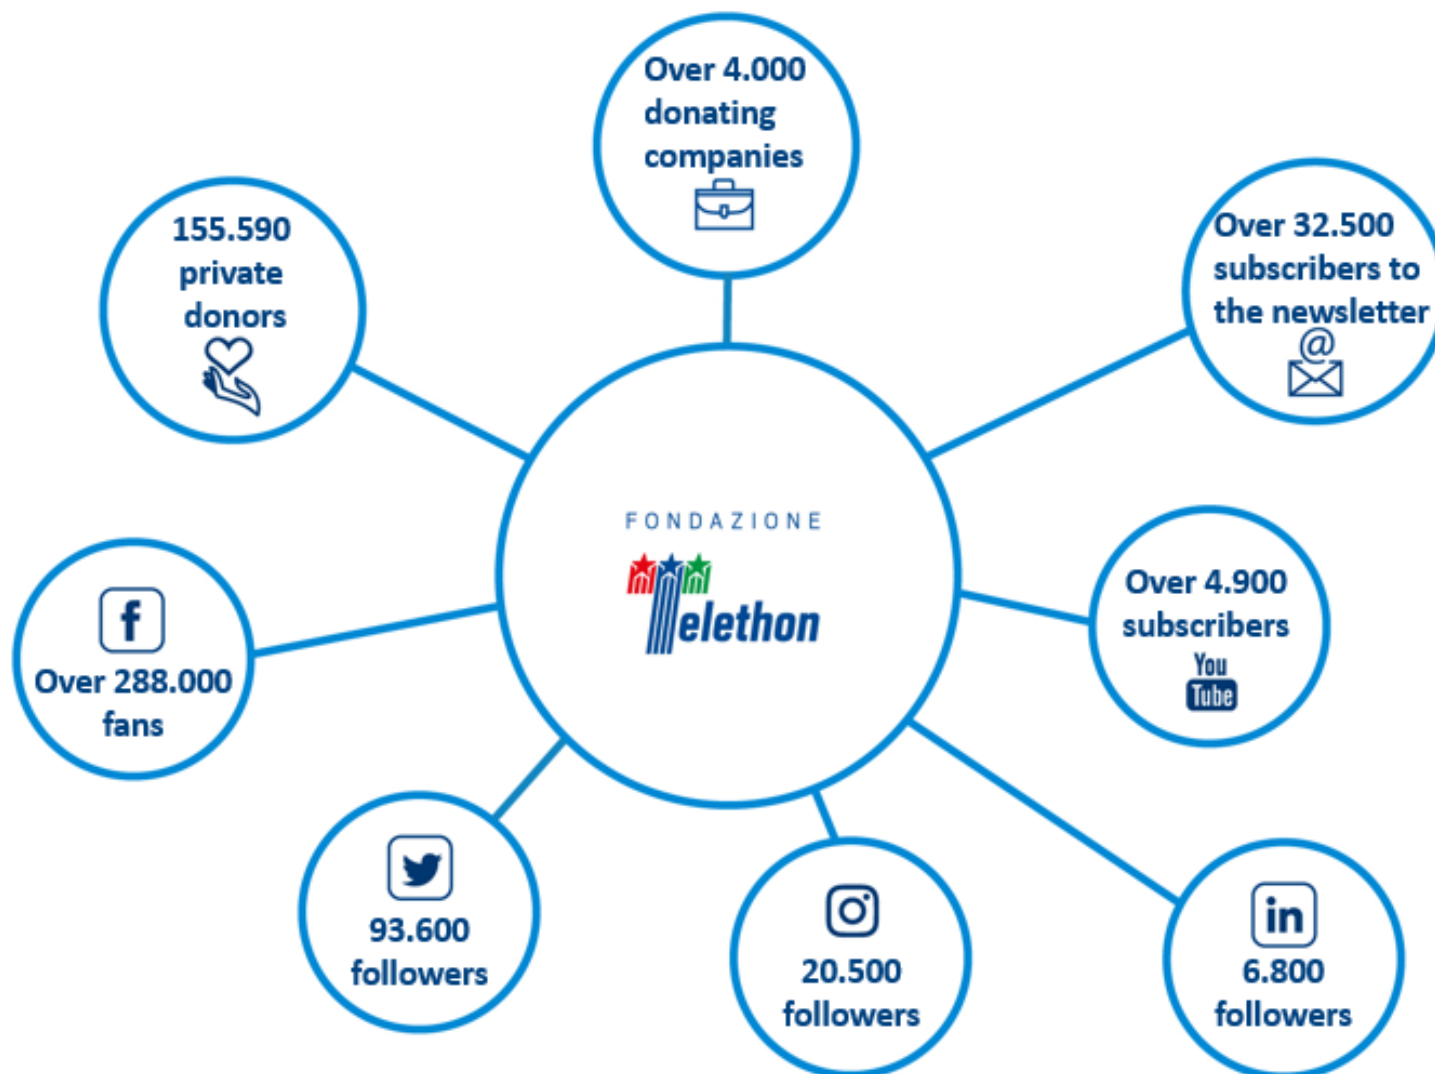 Over 4.000
donating
companies
155.590
private
donors
Over 32.500
subscribers to
the newsletter
@
FONDAZIONE
Telethon
Over 4.900
subscribers
You
Tube
f
Over 288.000
fans
93.600
followers
20.500
followers
in
6.800
followers